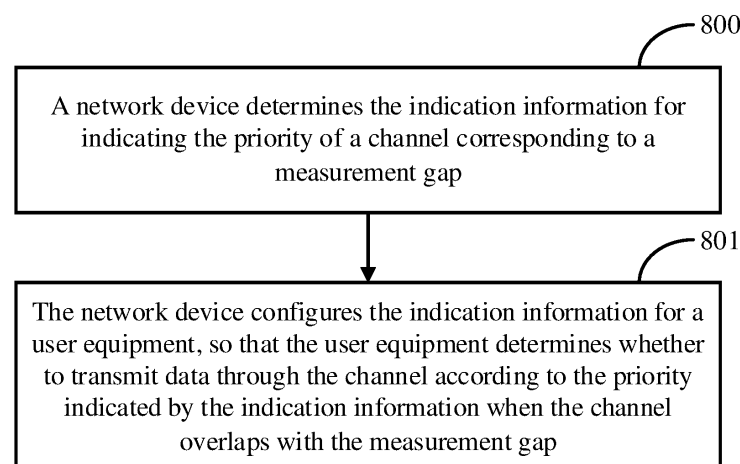 800
A network device determines the indication information for
indicating the priority of a channel corresponding to a
measurement gap
801
The network device configures the indication information for a
user equipment, so that the user equipment determines whether
to transmit data through the channel according to the priority
indicated by the indication information when the channel
overlaps with the measurement gap